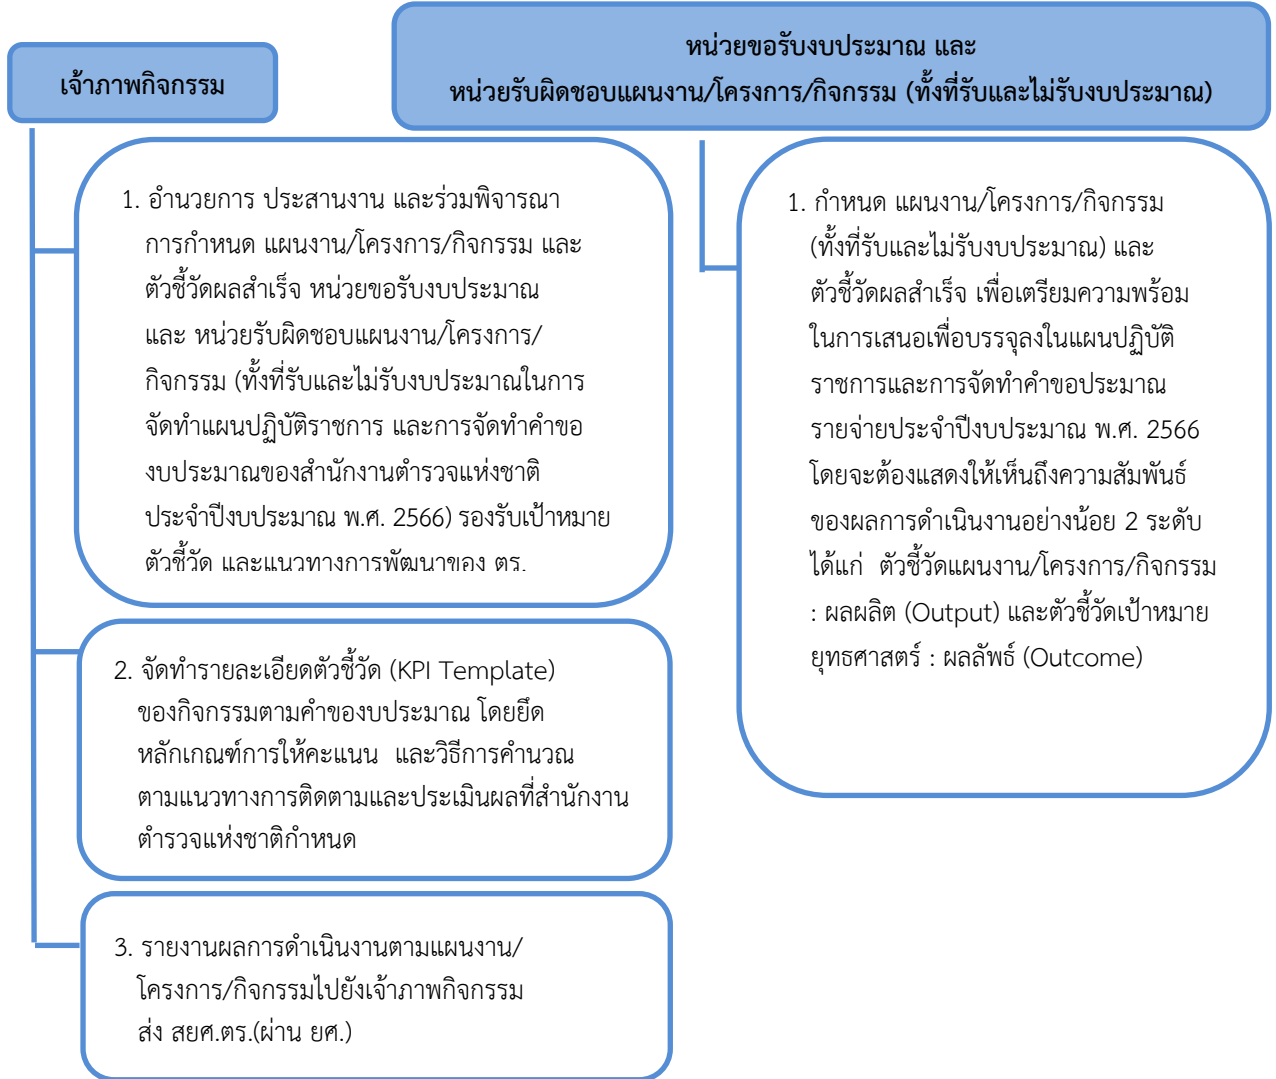 เจ้าภาพกิจกรรม
หน่วยขอรับงบประมาณ และ
หน่วยรับผิดชอบแผนงาน/โครงการ/กิจกรรม (ทั้งที่รับและไม่รับงบประมาณ)
1. อำนวยการ ประสานงาน และร่วมพิจารณา
การกำหนด แผนงาน/โครงการ/กิจกรรม และ
ตัวชี้วัดผลสำเร็จ หน่วยขอรับงบประมาณ
และ หน่วยรับผิดชอบแผนงาน/โครงการ/
กิจกรรม (ทั้งที่รับและไม่รับงบประมาณในการ
จัดทำแผนปฏิบัติราชการ และการจัดทำคำขอ
งบประมาณของสำนักงานตำรวจแห่งชาติ
ประจำปีงบประมาณ พ.ศ. 2566) รองรับเป้าหมาย
ตัวชี้วัด และแนวทางการพัฒนาของ ตร.
2. จัดทำรายละเอียดตัวชี้วัด (KPI Template)
ของกิจกรรมตามคำของบประมาณ โดยยึด
หลักเกณฑ์การให้คะแนน และวิธีการคำนวณ
ตามแนวทางการติดตามและประเมินผลที่สำนักงาน
ตำรวจแห่งชาติกำหนด
3. รายงานผลการดำเนินงานตามแผนงาน/
โครงการ/กิจกรรมไปยังเจ้าภาพกิจกรรม
ส่ง สยศ.ตร.(ผ่าน ยศ.)
1. กำหนด แผนงาน/โครงการ/กิจกรรม
(ทั้งที่รับและไม่รับงบประมาณ) และ
ตัวชี้วัดผลสำเร็จ เพื่อเตรียมความพร้อม
ในการเสนอเพื่อบรรจุลงในแผนปฏิบัติ
ราชการและการจัดทำคำขอประมาณ
รายจ่ายประจำปีงบประมาณ พ.ศ. 2566
โดยจะต้องแสดงให้เห็นถึงความสัมพันธ์
ของผลการดำเนินงานอย่างน้อย 2 ระดับ
ได้แก่ ตัวชี้วัดแผนงาน/โครงการ/กิจกรรม
: ผลผลิต (Output) และตัวชี้วัดเป้าหมาย
ยุทธศาสตร์ : ผลลัพธ์ (Outcome)